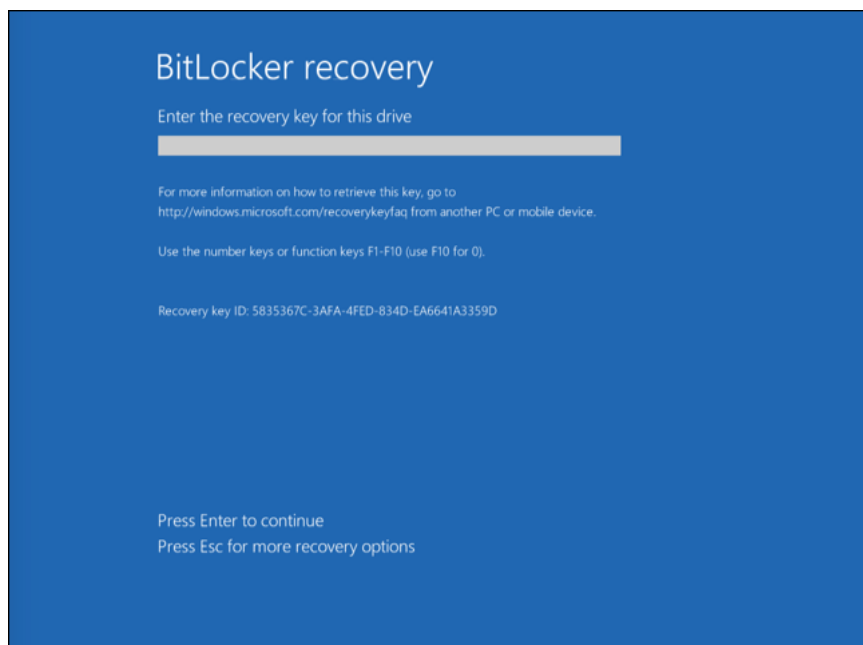 BitLocker recovery
Enter the recovery key for this drive
For more information on how to retrieve this key, go to
http://windows.microsoft.com/recoverykeyfaq from another PC or mobile device.
Use the number keys or function keys F1-F10 (use F10 for 0).
Recovery key ID: 5835367C-3AFA-4FED-834D-EA6641A3359D
Press Enter to continue
Press Esc for more recovery options